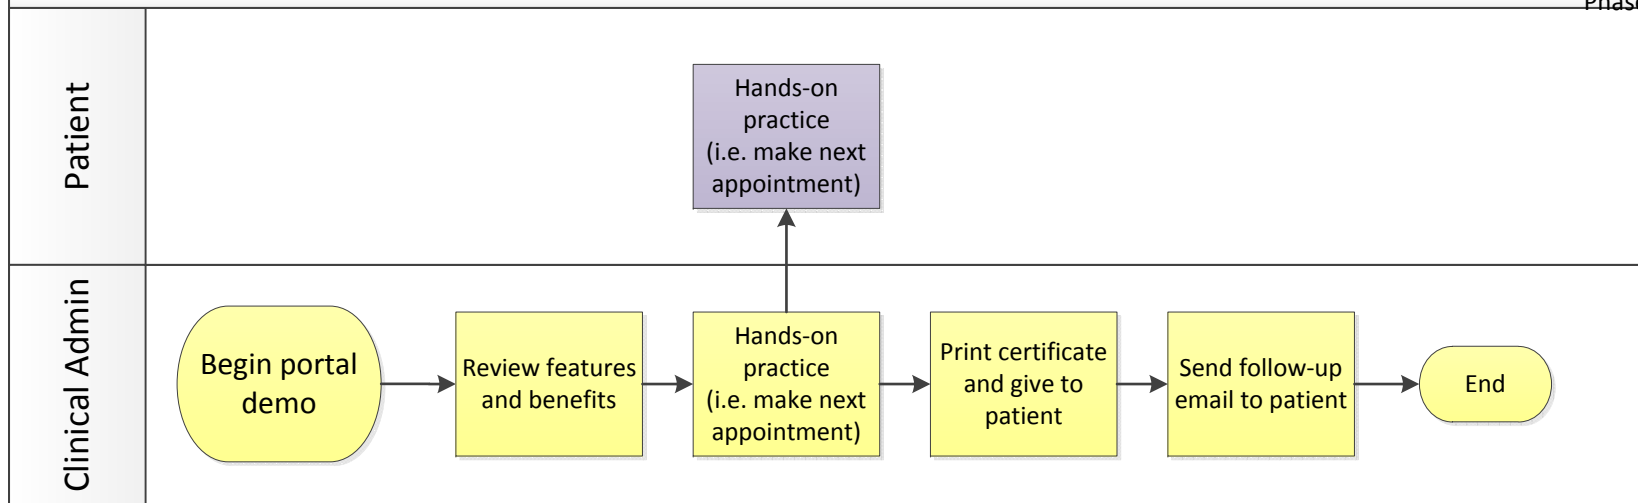 Patient
Hands-on
practice
(i.e. make next
appointment)
Clinical Admin
Begin portal
demo
Review features
and benefits
Hands-on
practice
(i.e. make next
appointment)
Print certificate
and give to
patient
Send follow-up
email to patient
End